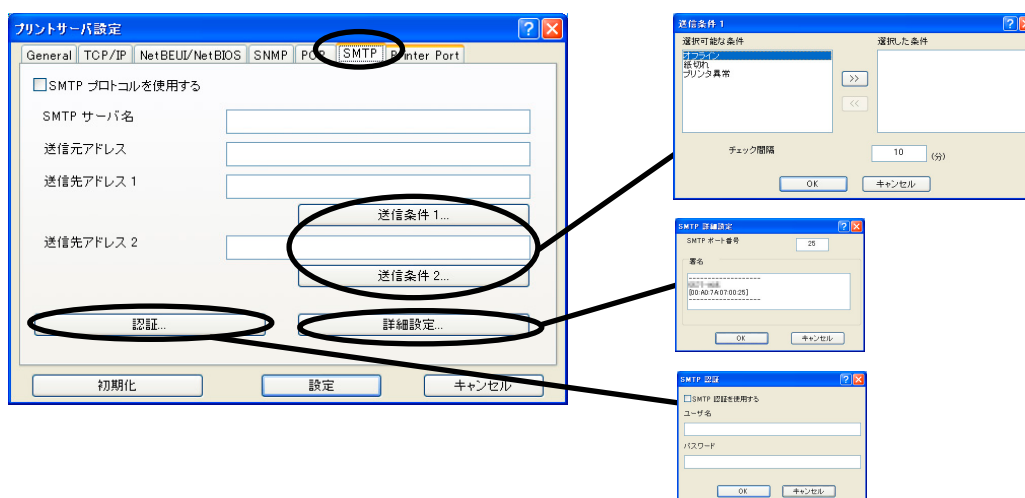 プリントサーバ設定
General TCP/IP NetBEUI/NetBIOS SNMP POP SMTP Printer Port
SMTP プロトコルを使用する
SMTP サーバ名
送信元アドレス
送信先アドレス 1
送信条件 1...
送信先アドレス 2
送信条件 2...
認証...
詳細設定...
初期化
設定
キャンセル
送信条件 1
選択可能な条件
選択した条件
オフライン
紙切れ
プリンタ異常
>>
<<
チェック間隔
10
(分)
OK
キャンセル
SMTP 詳細設定
SMTP ポート番号
25
署名
-------------------
[00:A0:7A:07:00:25]
-------------------
OK
キャンセル
SMTP 認証
SMTP 認証を使用する
ユーザ名
パスワード
OK
キャンセル